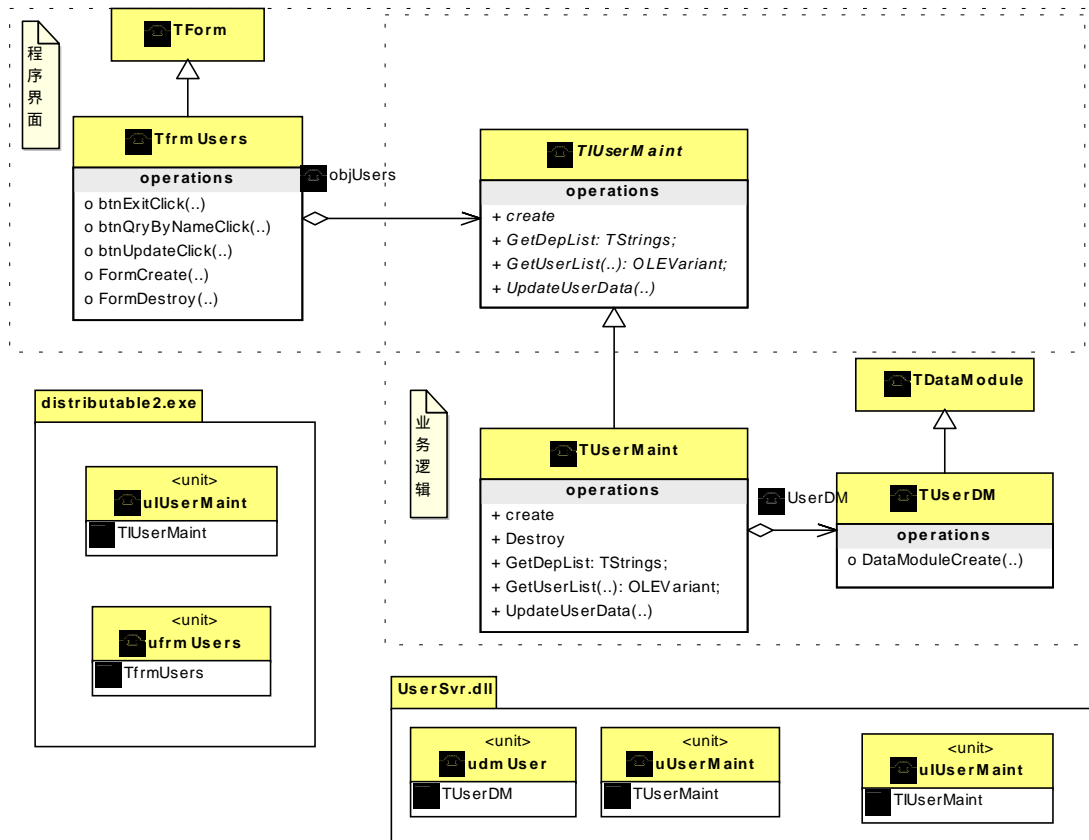 TForm
程
序
界
面
TfrmUsers
operations
o btnExitClick(..)
o btnQryByNameClick(..)
o btnUpdateClick(..)
o FormCreate(..)
o FormDestroy(..)
objUsers
TIUserMaint
operations
+ create
+ GetDepList: TStrings;
+ GetUserList(..): OLEVariant;
+ UpdateUserData(..)
TDataModule
业
务
逻
辑
TUserMaint
operations
+ create
+ Destroy
+ GetDepList: TStrings;
+ GetUserList(..): OLEVariant;
+ UpdateUserData(..)
UserDM
TUserDM
operations
o DataModuleCreate(..)
distributable2.exe
<unit>
uIUserMaint
TIUserMaint
<unit>
ufrmUsers
TfrmUsers
UserSvr.dll
<unit>
udmUser
TUserDM
<unit>
uUserMaint
TUserMaint
<unit>
uIUserMaint
TIUserMaint